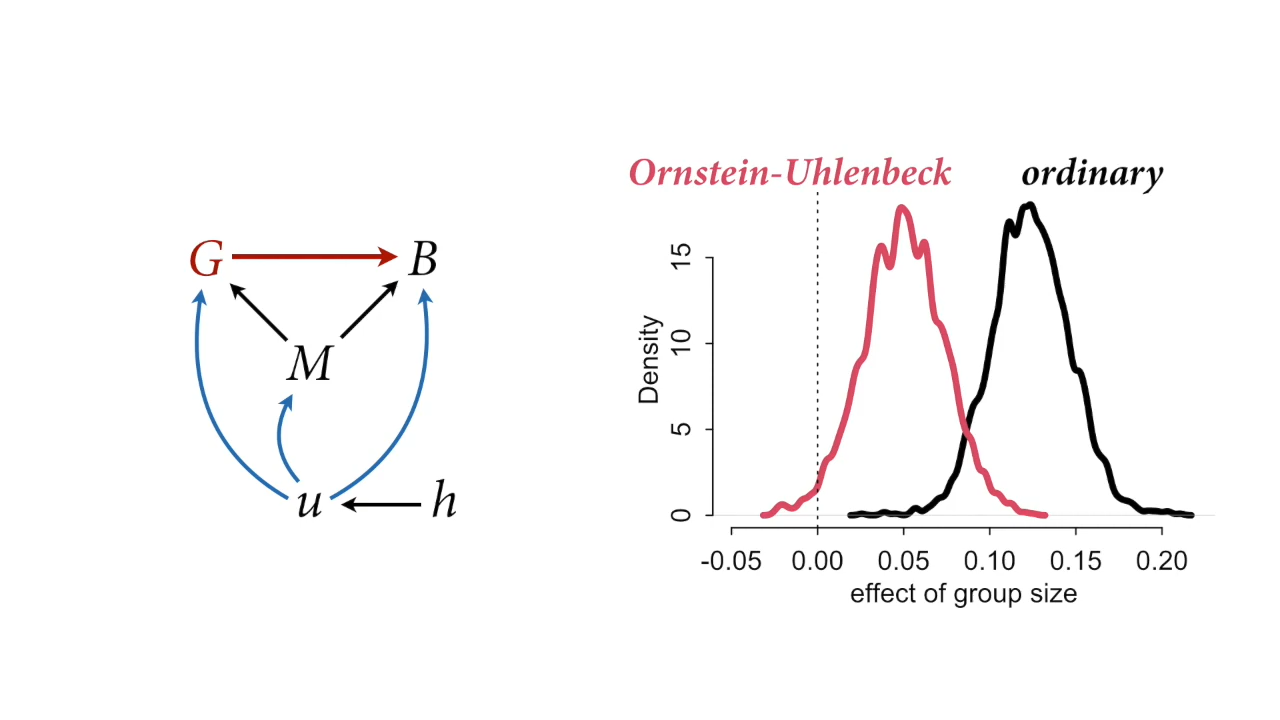 G
B
M
u
h
Ornstein-Uhlenbeck
ordinary
Density
15
10
5
0
-0.05 0.00 0.05 0.10 0.15 0.20
effect of group size